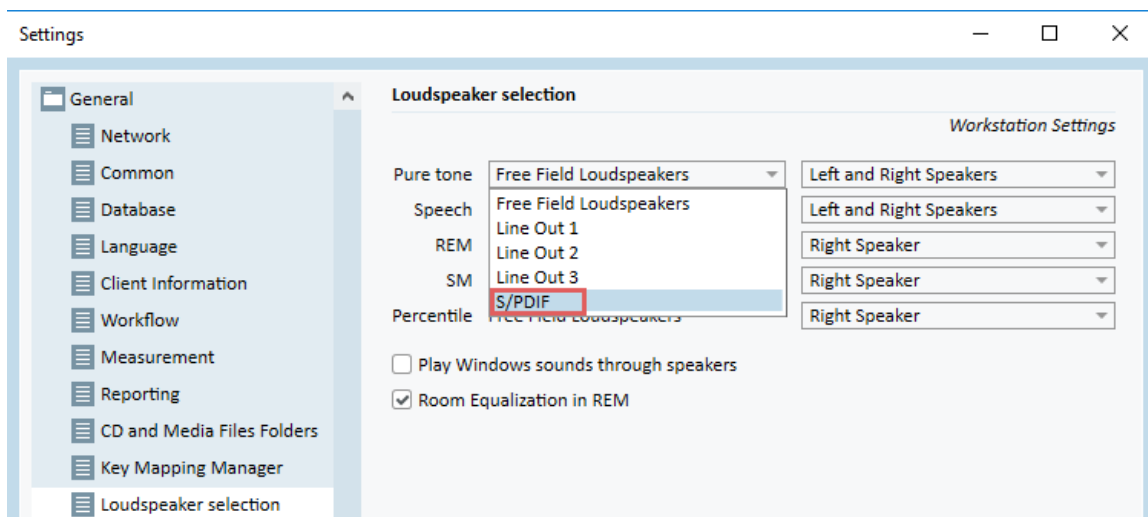 Settings
General
Network
Common
Database
Language
Client Information
Workflow
Measurement
Reporting
CD and Media Files Folders
Key Mapping Manager
Loudspeaker selection
Loudspeaker selection
Workstation Settings
Pure tone Free Field Loudspeakers Left and Right Speakers
Free Field Loudspeakers
Speech Left and Right Speakers
Line Out 1
REM Right Speaker
Line Out 2
SM Line Out 3 Right Speaker
S/PDIF
Percentile Free Field Loudspeakers Right Speaker
Play Windows sounds through speakers
Room Equalization in REM